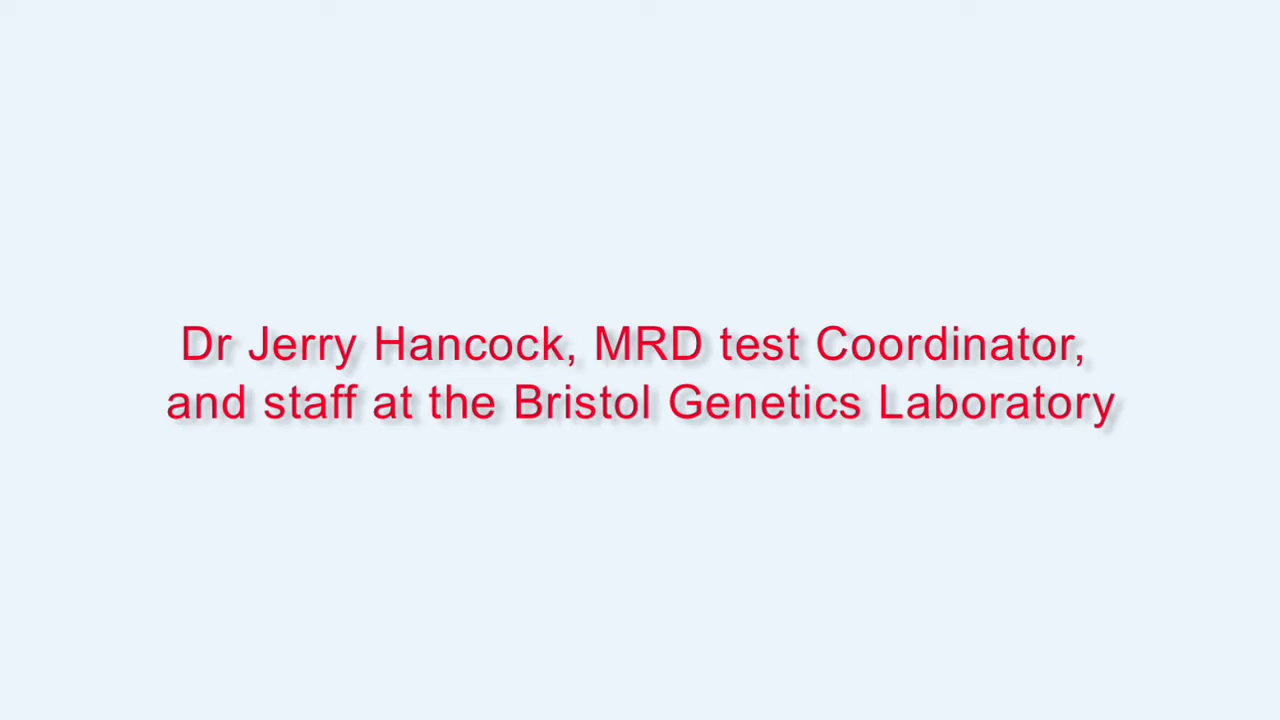 Dr Jerry Hancock, MRD test Coordinator,
and staff at the Bristol Genetics Laboratory